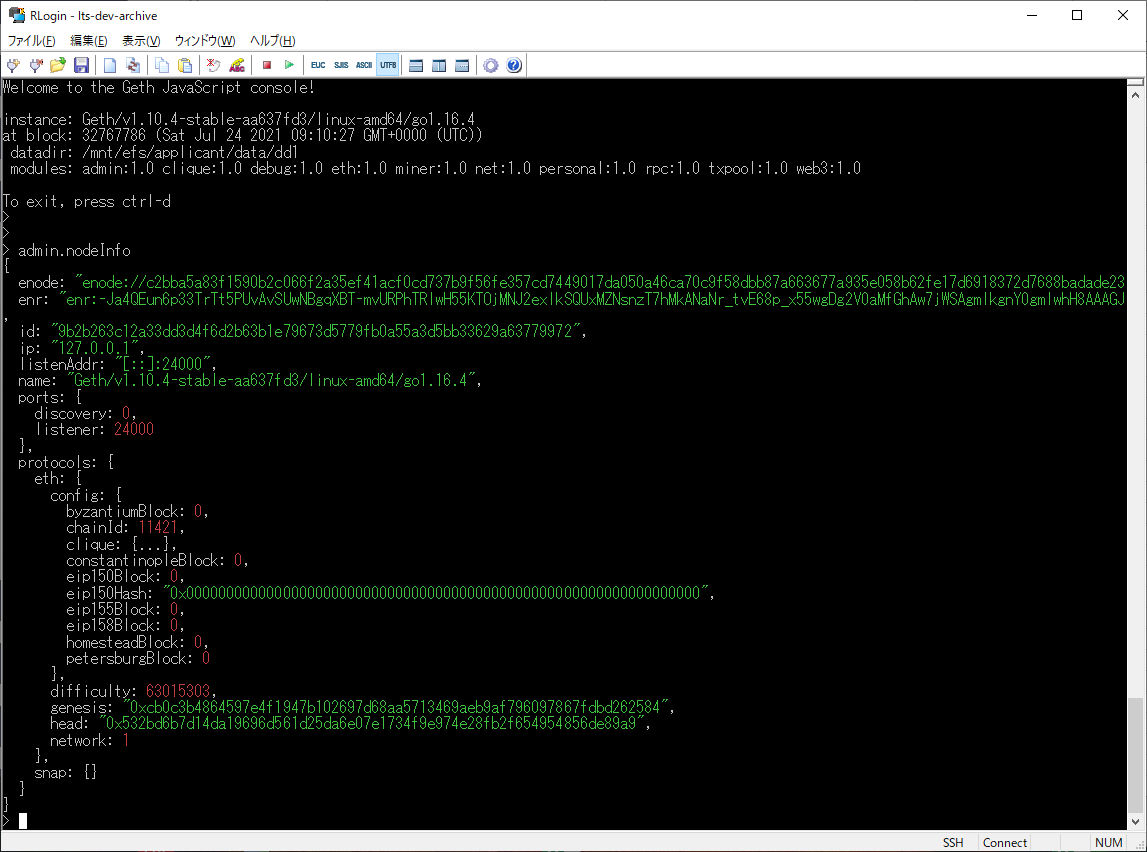 RLogin - lts-dev-archive
ファイル(F) 編集(E) 表示(V) ウィンドウ(W) ヘルプ(H)
EUC SJIS ASCII UTF8
Welcome to the Geth JavaScript console!
instance: Geth/v1.10.4-stable-aa637fd3/linux-amd64/go1.16.4
at block: 32767786 (Sat Jul 24 2021 09:10:27 GMT+0000 (UTC))
datadir: /mnt/efs/applicant/data/dd1
modules: admin:1.0 clique:1.0 debug:1.0 eth:1.0 miner:1.0 net:1.0 personal:1.0 rpc:1.0 txpool:1.0 web3:1.0
To exit, press ctrl-d
>
>
> admin.nodeInfo
{
enode: "enode://c2bba5a83f1590b2c066f2a35ef41acf0cd737b9f56fe357cd7449017da050a46ca70c9f58dbb87a663677a935e058b62fe17d6918372d7688badade23
enr: "enr:-Ja4QEun6p33TrTt5PUvAvSUwNBgqXBT-mvURPhTRlwH55KTOjMNJ2exIkSQUxMZNsnzT7hMkANaNr_tvE68p_x55wgDg2V0aMfGhAw7jWSAgmlkgnY0gmlwhH8AAAGJ
,
id: "9b2b263c12a33dd3d4f6d2b63b1e79673d5779fb0a55a3d5bb33629a63779972",
ip: "127.0.0.1",
listenAddr: "[::]:24000",
name: "Geth/v1.10.4-stable-aa637fd3/linux-amd64/go1.16.4",
ports: {
discovery: 0,
listener: 24000
},
protocols: {
eth: {
config: {
byzantiumBlock: 0,
chainId: 11421,
clique: {...},
constantinopleBlock: 0,
eip150Block: 0,
eip150Hash: "0x0000000000000000000000000000000000000000000000000000000000000000",
eip155Block: 0,
eip158Block: 0,
homesteadBlock: 0,
petersburgBlock: 0
},
difficulty: 63015303,
genesis: "0xcb0c3b4864597e4f1947b102697d68aa5713469aeb9af796097867fdbd262584",
head: "0x532bd6b7d14da19696d561d25da6e07e1734f9e974e28fb2f654954856de89a9",
network: 1
},
snap: {}
}
}
>
SSH Connect NUM